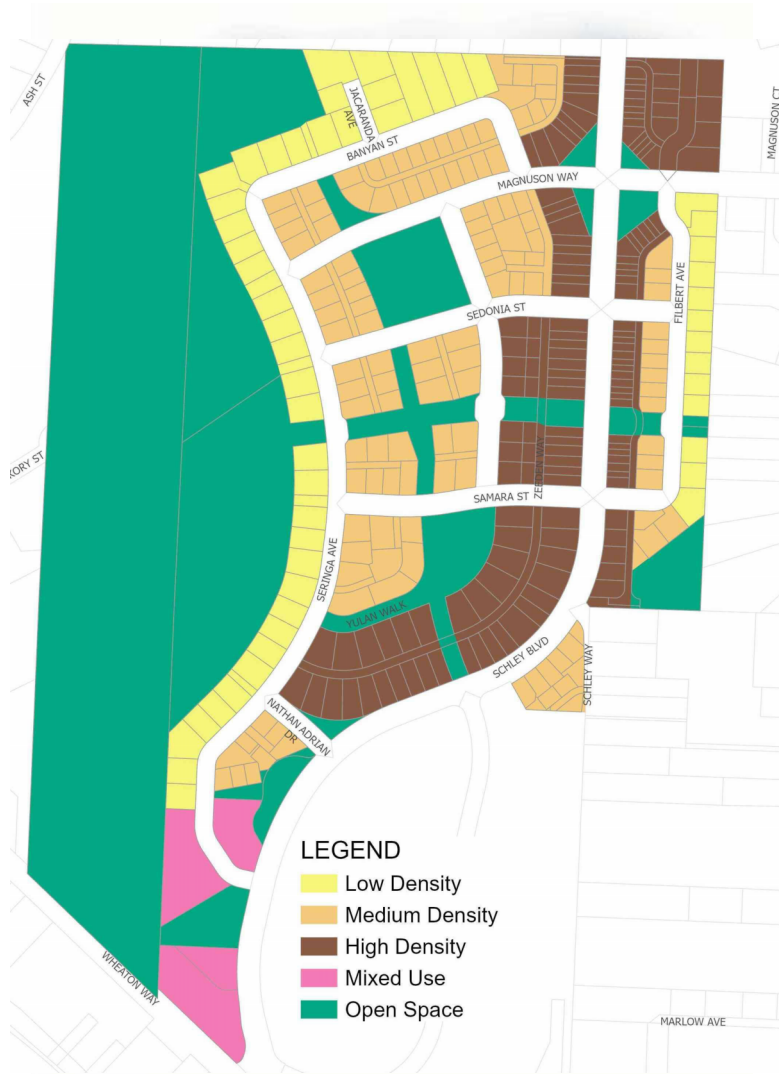 ASH ST
JACARANDA
AVE
BANYAN ST
MAGNUSON CT
MAGNUSON WAY
FILBERT AVE
SEDONIA ST
KORY ST
SAMARA ST
SERINGA AVE
YULAN WALK
SCHLEY BLVD
SCHLEY WAY
NATHAN ADRIAN
DR
LEGEND
Low Density
Medium Density
High Density
Mixed Use
Open Space
WHEATON WAY
MARLOW AVE